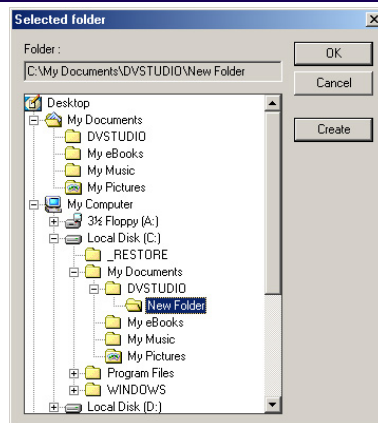 Selected folder
Folder :
C:\My Documents\DVSTUDIO\New Folder
OK
Cancel
Create
Desktop
My Documents
DVSTUDIO
My eBooks
My Music
My Pictures
My Computer
3½ Floppy (A:)
Local Disk (C:)
_RESTORE
My Documents
DVSTUDIO
New Folder
My eBooks
My Music
My Pictures
Program Files
WINDOWS
Local Disk (D:)